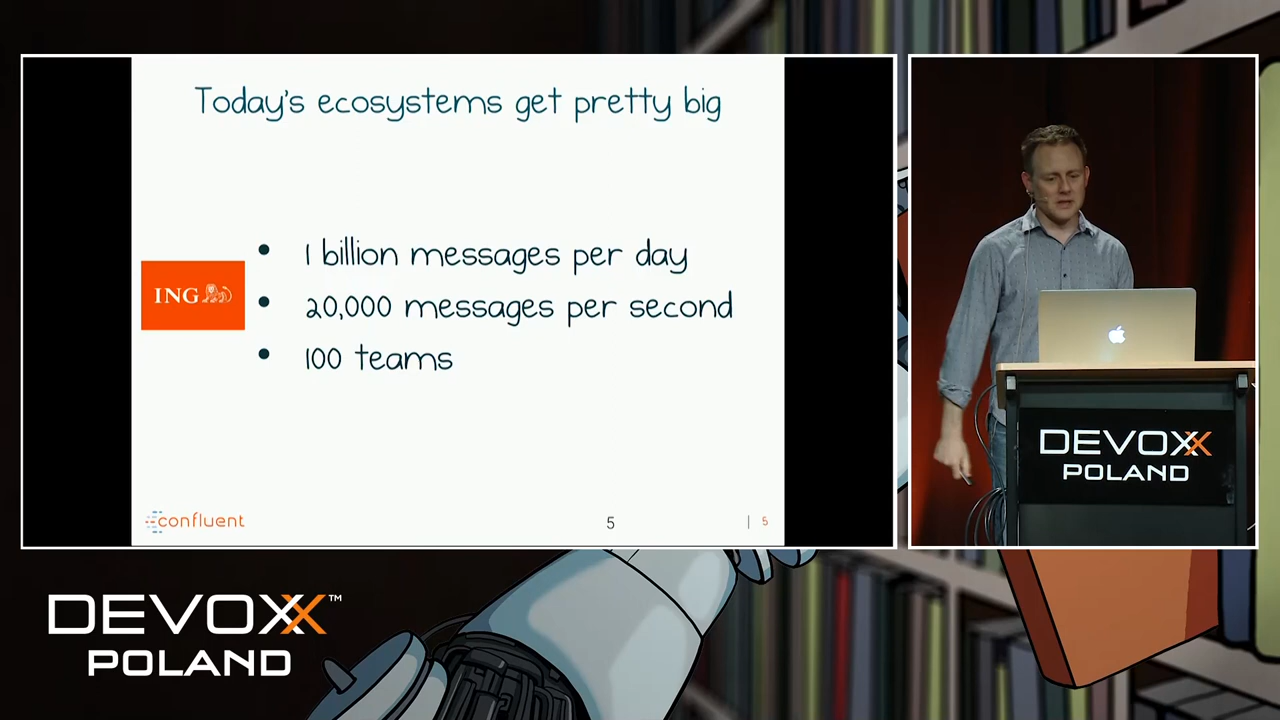 Today's ecosystems get pretty big
ING
• 1 billion messages per day
• 20,000 messages per second
• 100 teams
confluent
5
| 5
DEVOXX
POLAND
DEVOXX™
POLAND